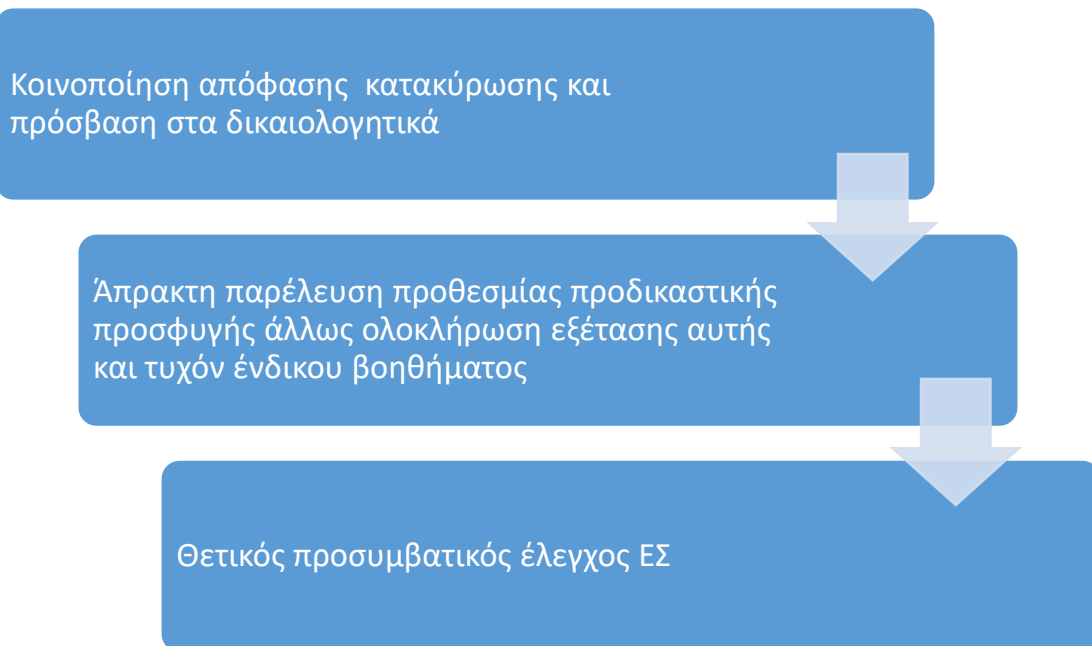 Κοινοποίηση απόφασης  κατακύρωσης και
πρόσβαση στα δικαιολογητικά
Άπρακτη παρέλευση προθεσμίας προδικαστικής
προσφυγής άλλως ολοκλήρωση εξέτασης αυτής
και τυχόν ένδικου βοηθήματος
Θετικός προσυμβατικός έλεγχος ΕΣ